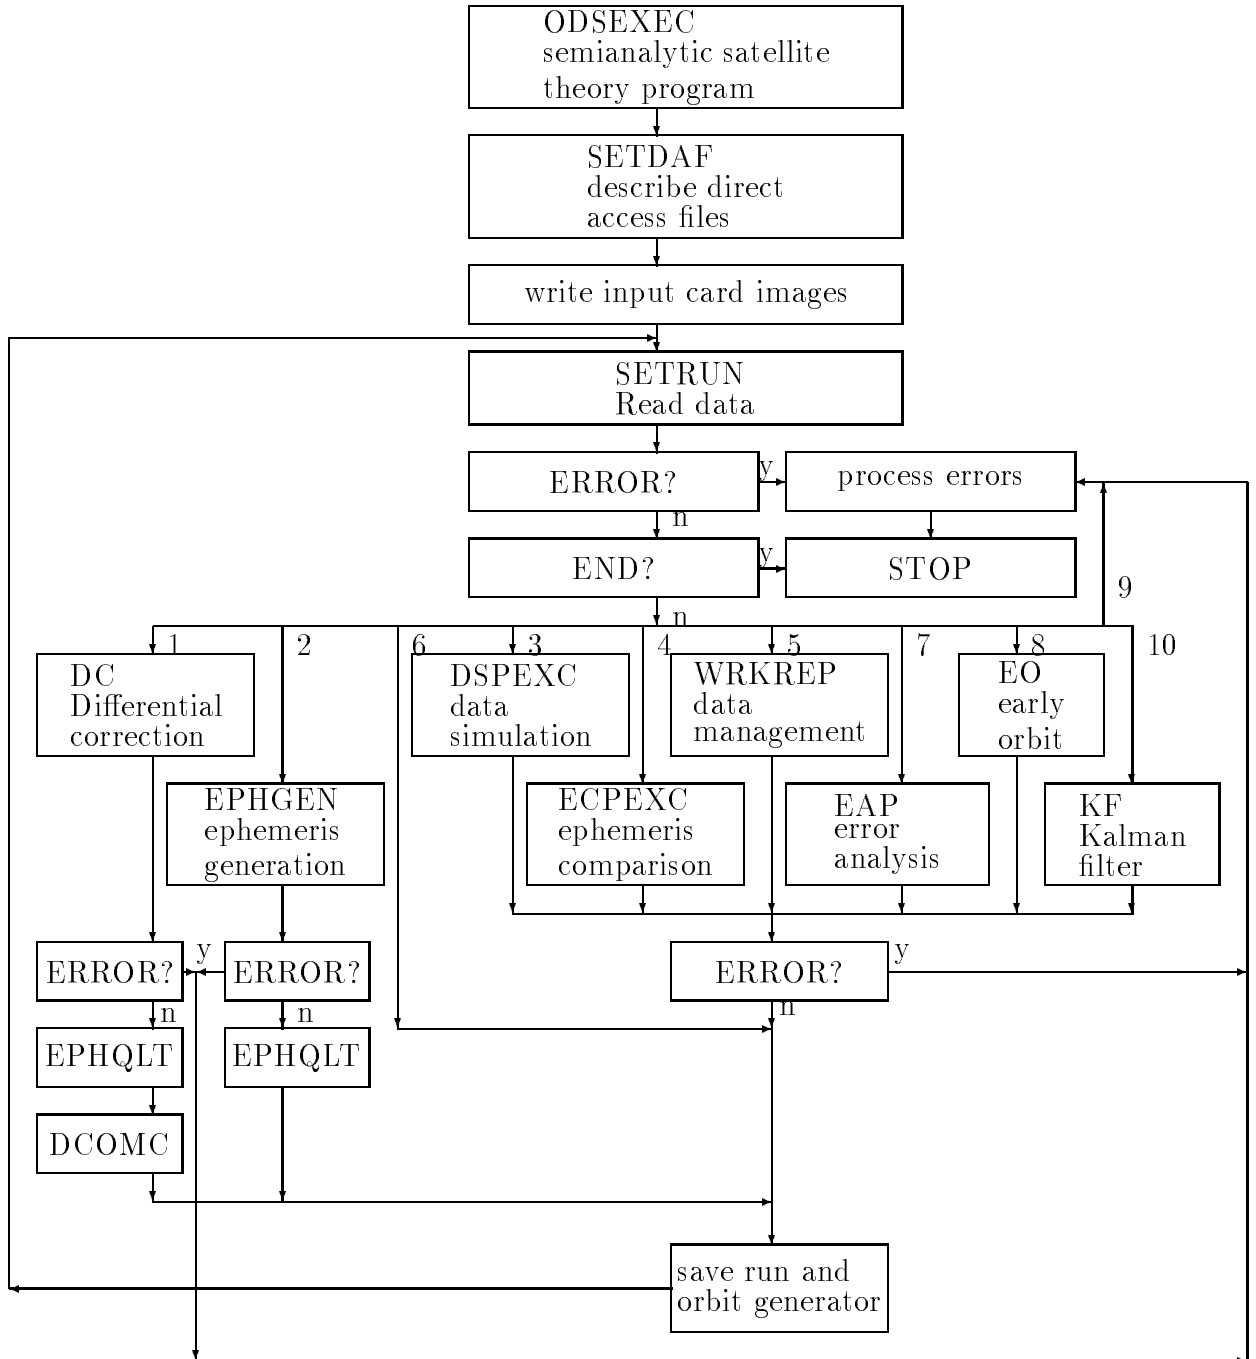 ODSEXEC
semianalytic satellite
theory program
SETDAF
describe direct
access files
write input card images
SETRUN
Read data
ERROR?
y
process errors
n
END?
y
STOP
9
n
1
2
6
3
4
5
7
8
10
DC
Differential
correction
DSPEXC
data
simulation
WRKREP
data
management
EO
early
orbit
EPHGEN
ephemeris
generation
ECPEXC
ephemeris
comparison
EAP
error
analysis
KF
Kalman
filter
ERROR?
y
ERROR?
ERROR?
y
n
n
n
EPHQLT
EPHQLT
DCOMC
save run and
orbit generator